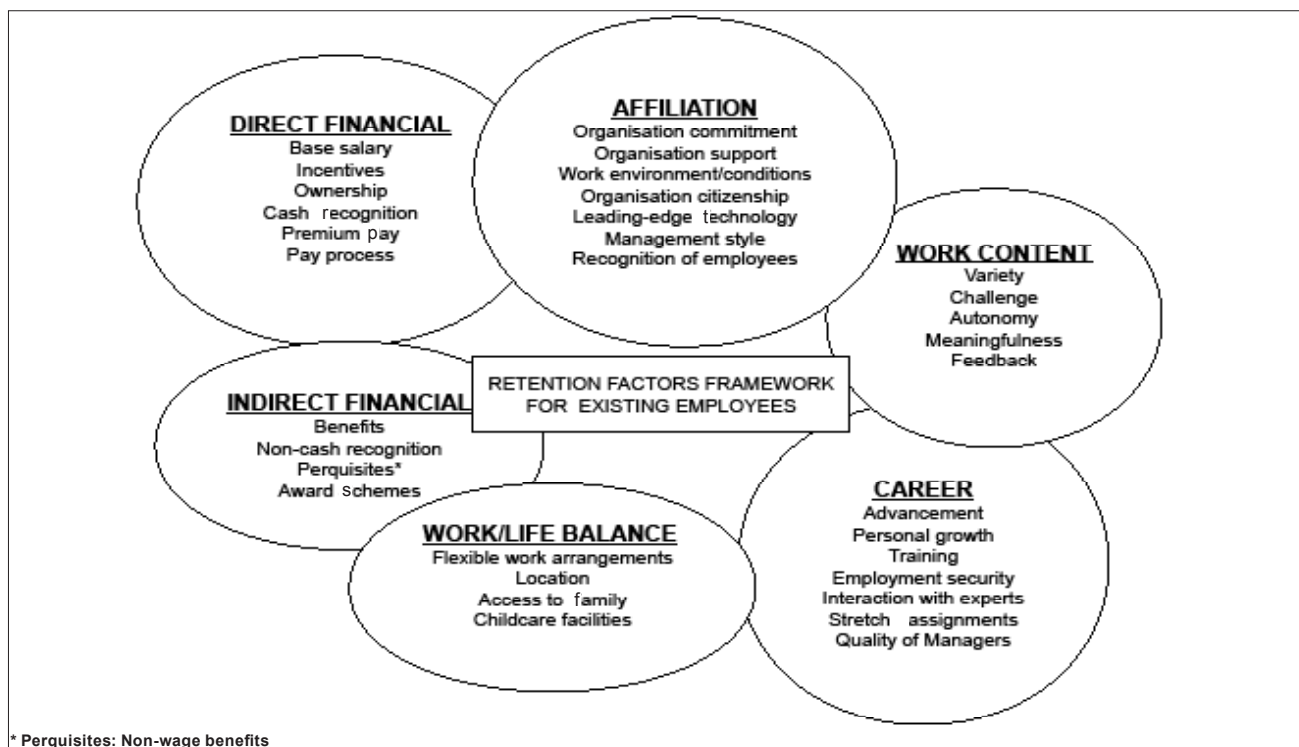 DIRECT FINANCIAL
Base salary
Incentives
Ownership
Cash recognition
Premium pay
Pay process
AFFILIATION
Organisation commitment
Organisation support
Work environment/conditions
Organisation citizenship
Leading-edge technology
Management style
Recognition of employees
WORK CONTENT
Variety
Challenge
Autonomy
Meaningfulness
Feedback
RETENTION FACTORS FRAMEWORK
FOR EXISTING EMPLOYEES
INDIRECT FINANCIAL
Benefits
Non-cash recognition
Perquisites*
Award schemes
WORK/LIFE BALANCE
Flexible work arrangements
Location
Access to family
Childcare facilities
CAREER
Advancement
Personal growth
Training
Employment security
Interaction with experts
Stretch assignments
Quality of Managers
* Perquisites: Non-wage benefits